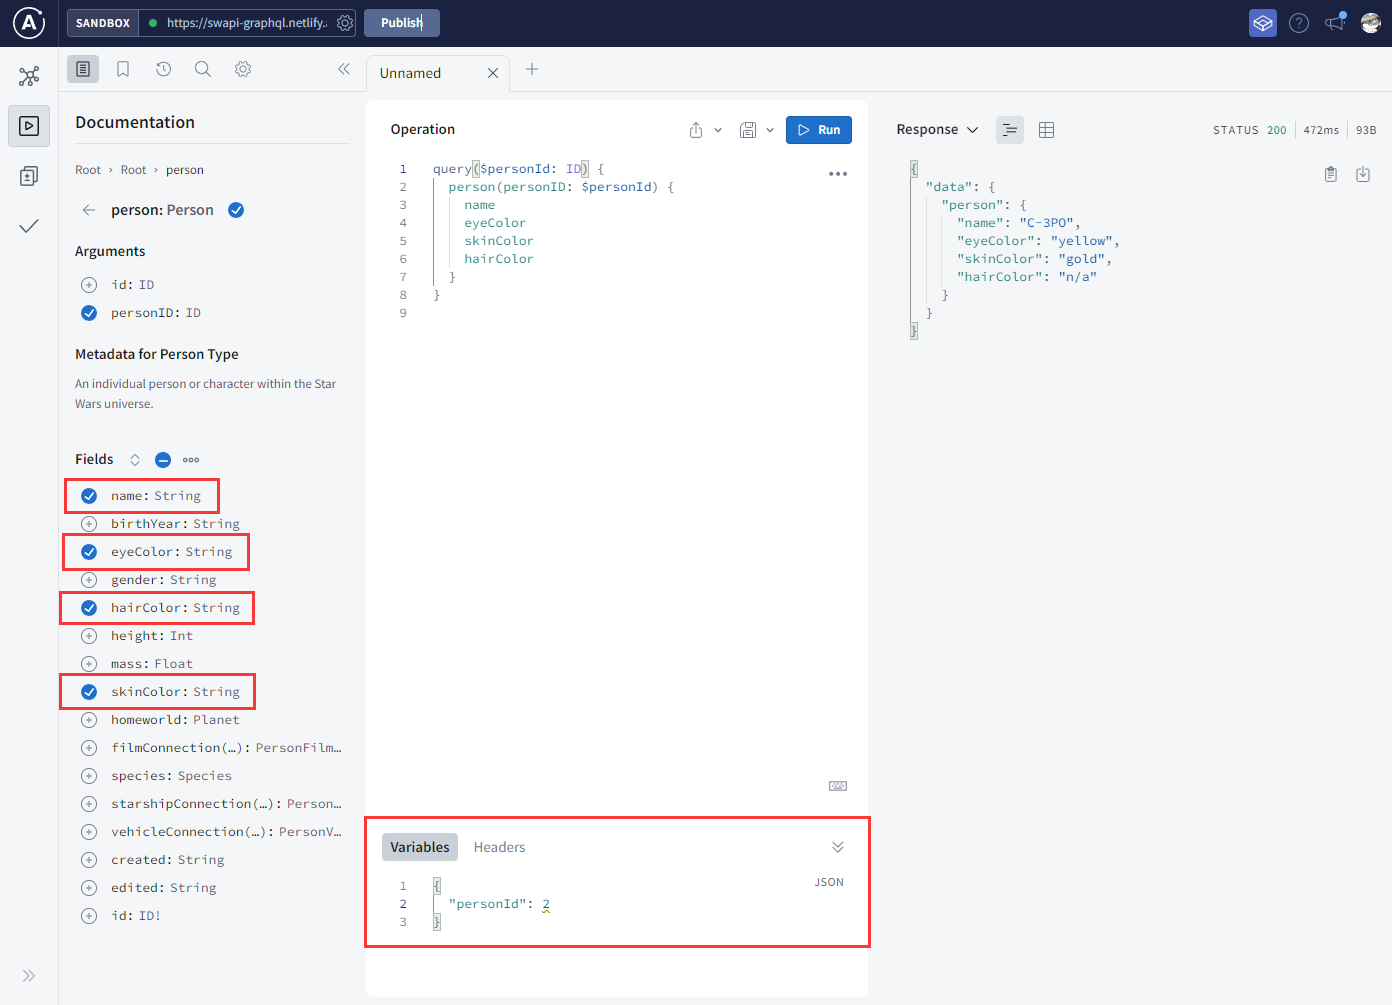 SANDBOX
https://swapi-graphql.netlify.
Publish
Unnamed
Documentation
Root › Root › person
person: Person
Arguments
id: ID
personID: ID
Metadata for Person Type
An individual person or character within the Star
Wars universe.
Fields
name: String
birthYear: String
eyeColor: String
gender: String
hairColor: String
height: Int
mass: Float
skinColor: String
homeworld: Planet
filmConnection(…): PersonFilm…
species: Species
starshipConnection(…): Person…
vehicleConnection(…): PersonV…
created: String
edited: String
id: ID!
Operation
Run
1 query($personId: ID) {
2 person(personID: $personId) {
3 name
4 eyeColor
5 skinColor
6 hairColor
7 }
8 }
9
Variables Headers
JSON
1 {
2 "personId": 2
3 }
Response
STATUS 200 472ms 93B
{
"data": {
"person": {
"name": "C-3PO",
"eyeColor": "yellow",
"skinColor": "gold",
"hairColor": "n/a"
}
}
}